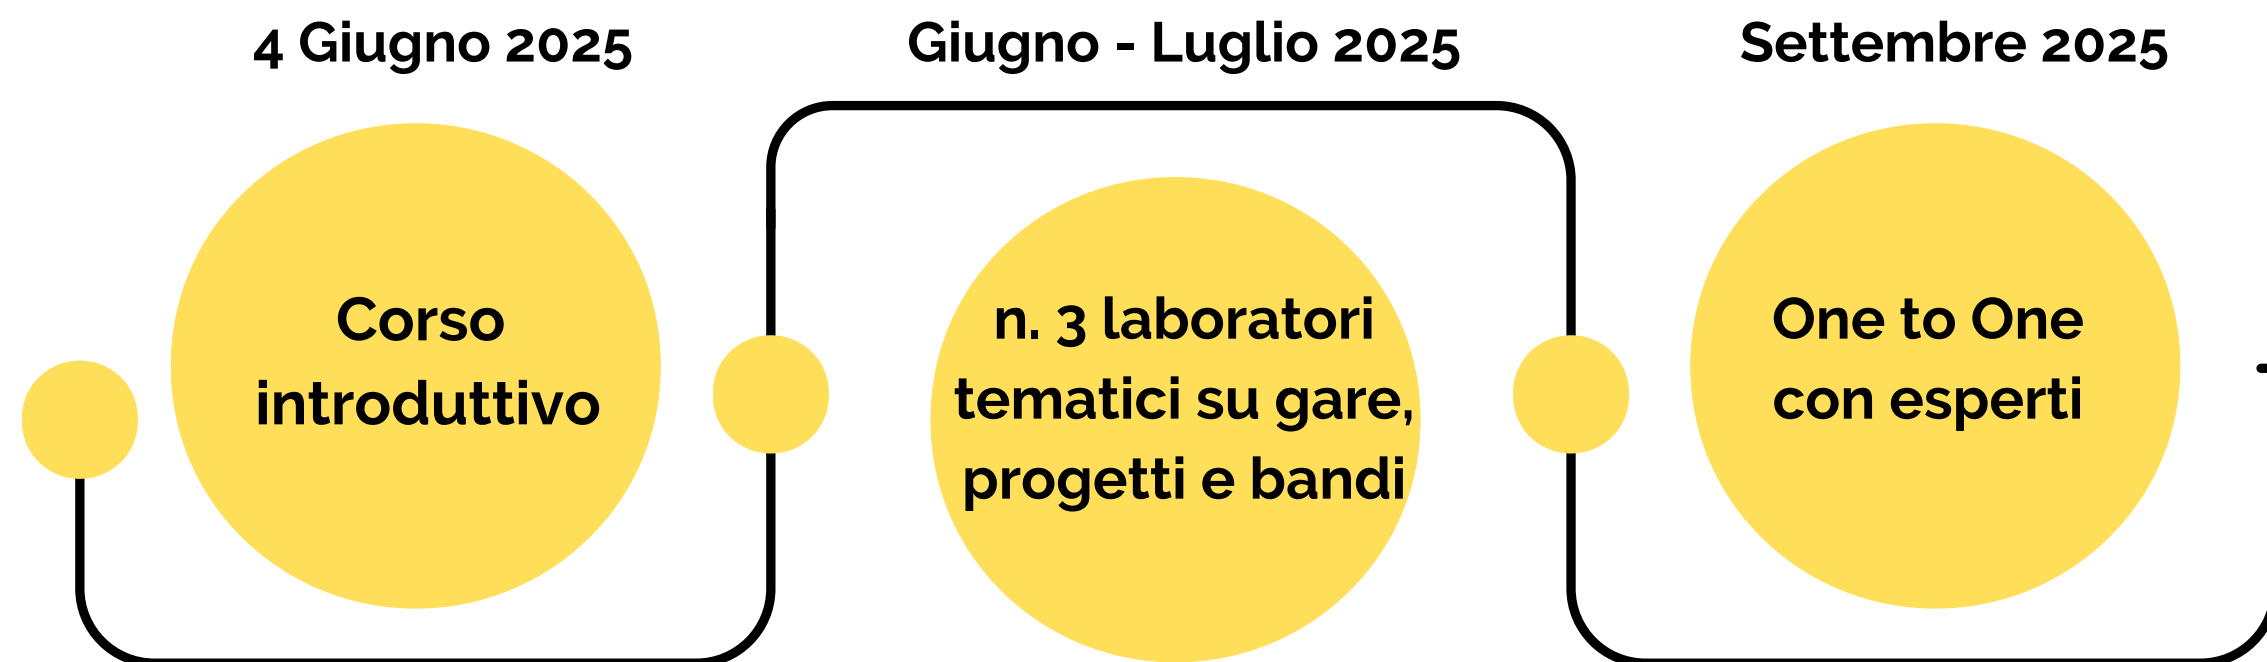 4 Giugno 2025
Giugno - Luglio 2025
Settembre 2025
Corso
introduttivo
n. 3 laboratori
tematici su gare,
progetti e bandi
One to One
con esperti